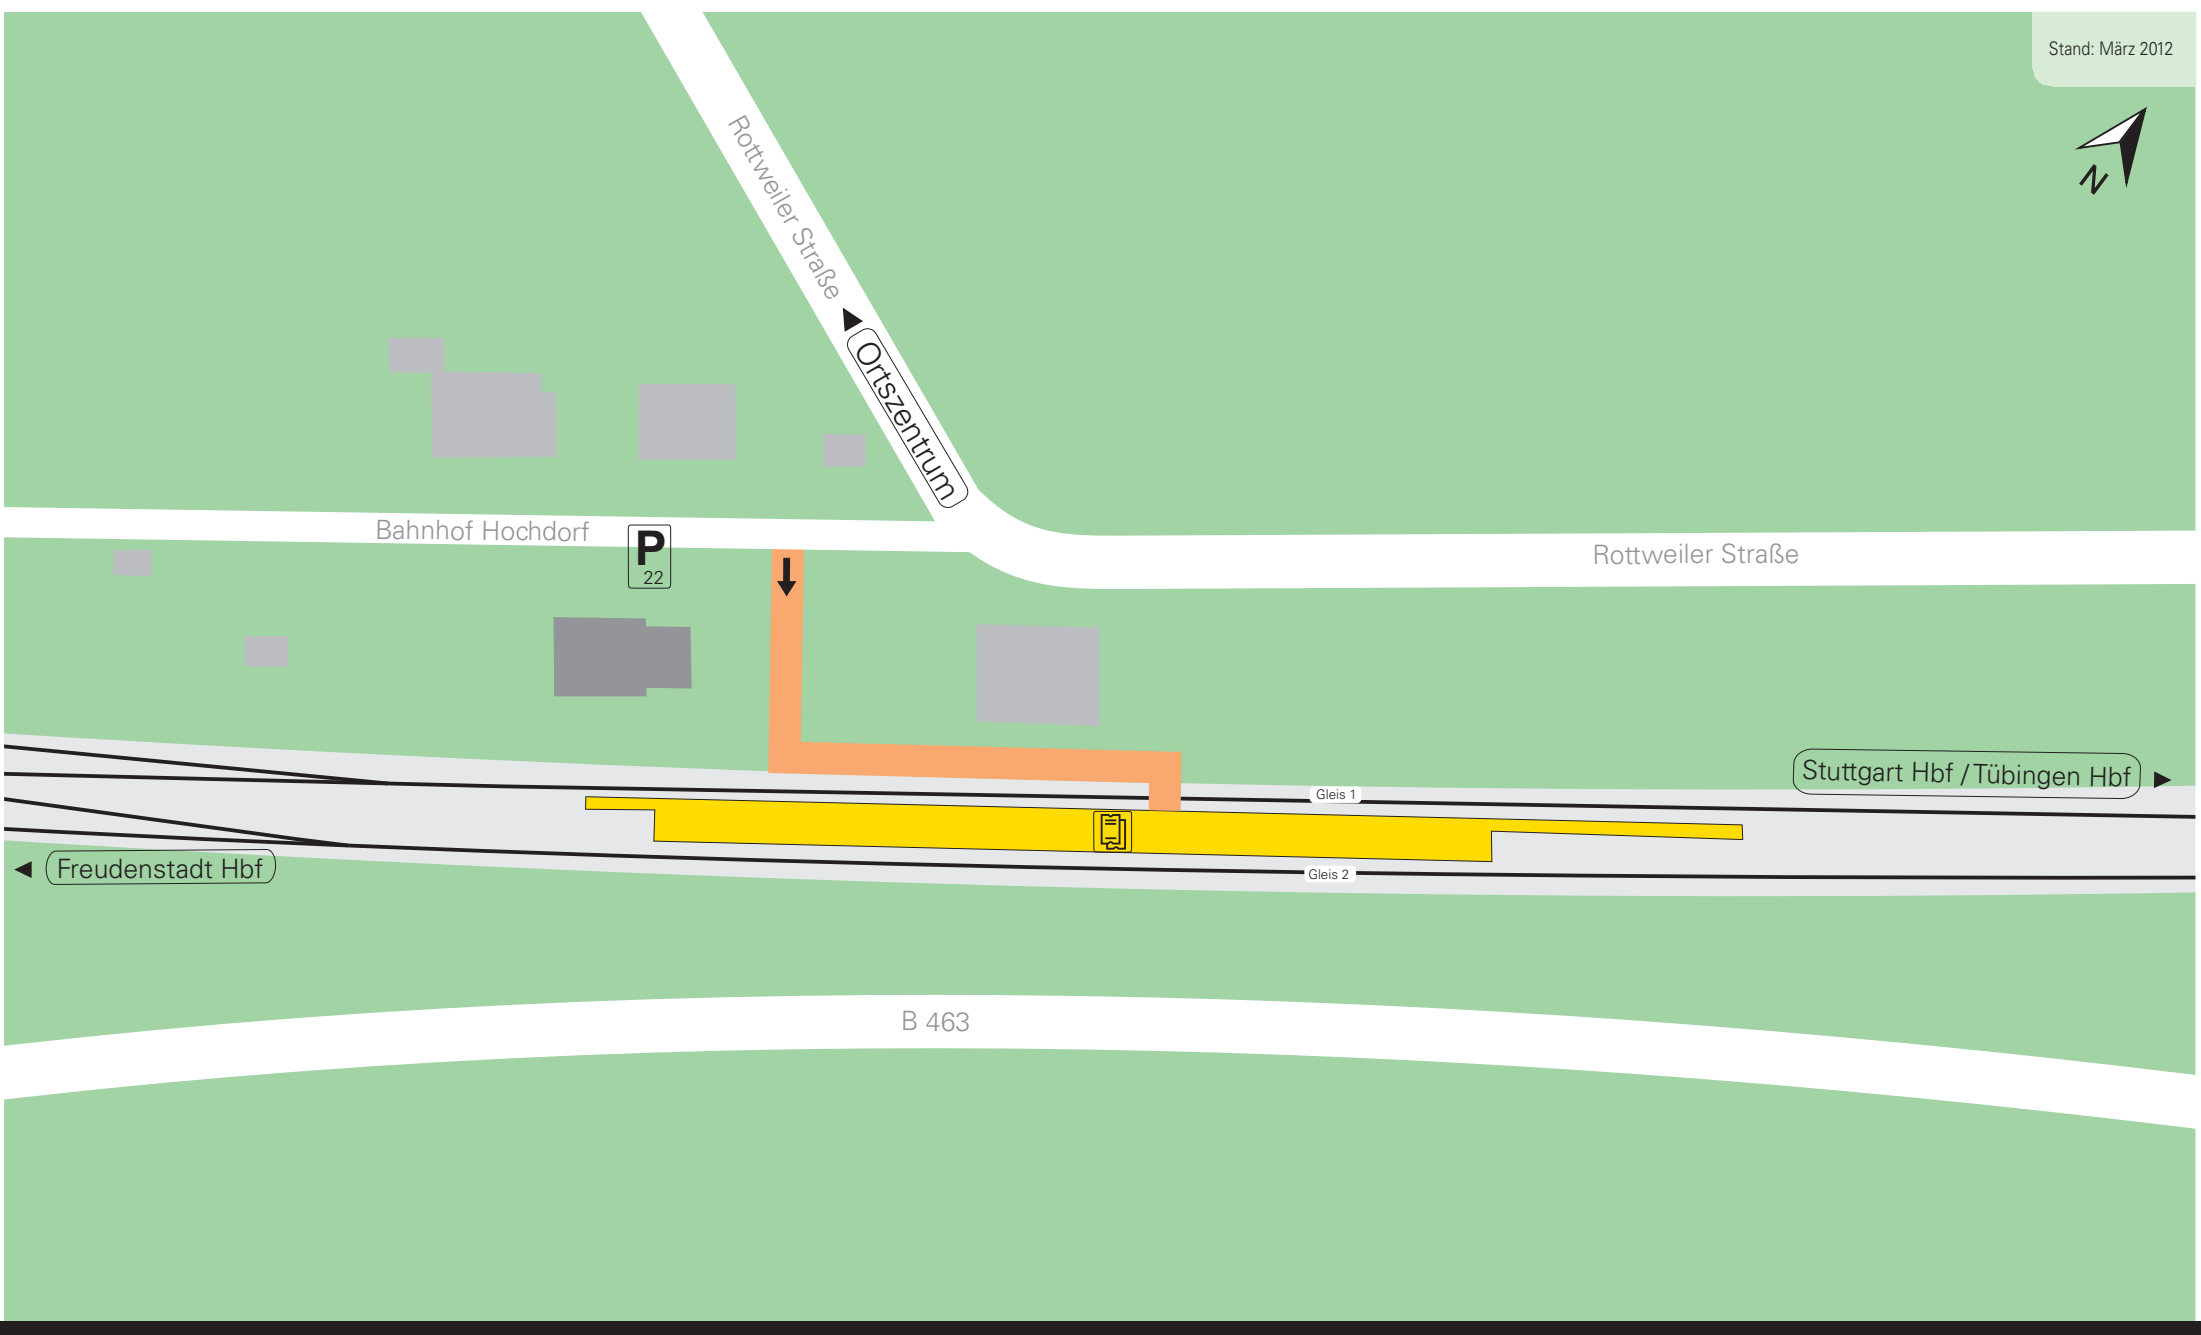 Stand: März 2012
N
Rottweiler Straße
Ortszentrum
Bahnhof Hochdorf
P
22
Rottweiler Straße
Stuttgart Hbf / Tübingen Hbf
Gleis 1
Freudenstadt Hbf
Gleis 2
B 463